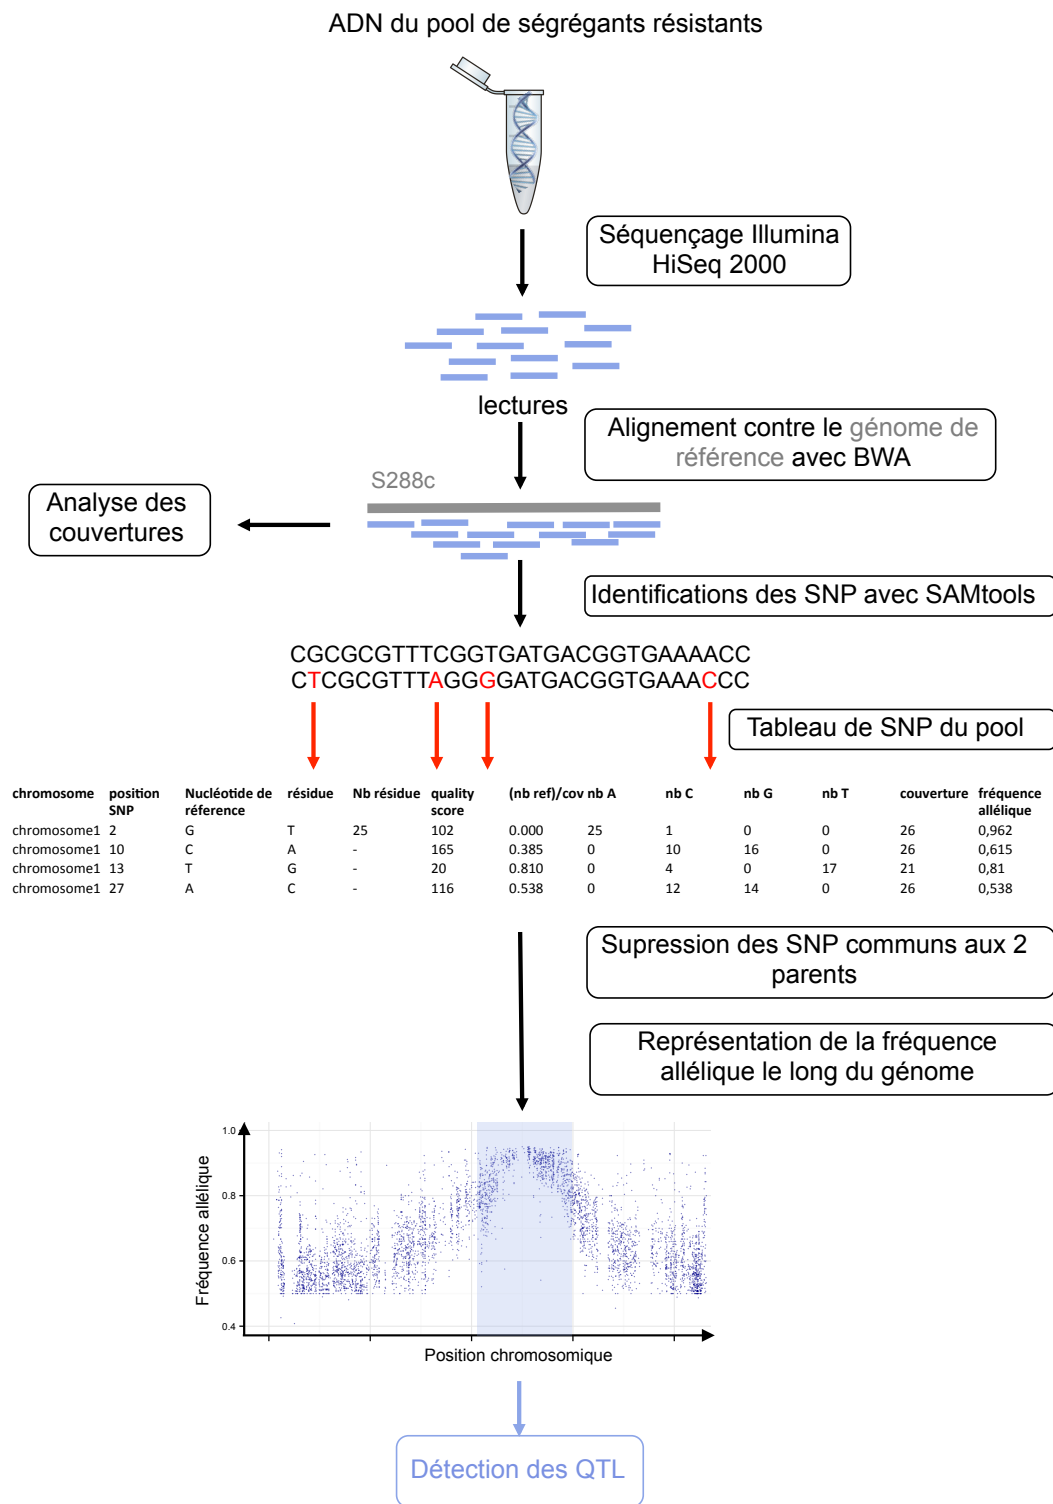 ADN du pool de ségrégants résistants
Séquençage Illumina
HiSeq 2000
lectures
Alignement contre le génome de
référence avec BWA
S288c
Analyse des
couvertures
Identifications des SNP avec SAMtools
CGCGCGTTTCGGTGATGACGGTGAAAACC
CTCGCGTTTAGGGGATGACGGTGAAACCC
Tableau de SNP du pool
chromosome position SNP Nucléotide de réference résidue Nb résidue quality score (nb ref)/cov nb A nb C nb G nb T couverture fréquence allélique
chromosome1 2 G T 25 102 0.000 25 1 0 0 26 0,962
chromosome1 10 C A - 165 0.385 0 10 16 0 26 0,615
chromosome1 13 T G - 20 0.810 0 4 0 17 21 0,81
chromosome1 27 A C - 116 0.538 0 12 14 0 26 0,538
Supression des SNP communs aux 2
parents
Représentation de la fréquence
allélique le long du génome
1.0
0.8
0.6
0.4
Fréquence allélique
Position chromosomique
Détection des QTL